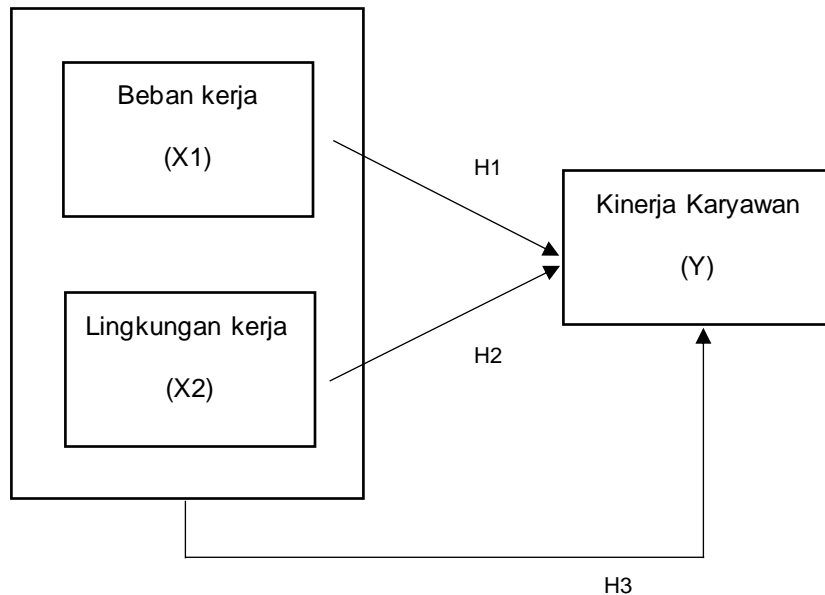 Beban kerja
(X1)
H1
Kinerja Karyawan
(Y)
Lingkungan kerja
(X2)
H2
H3